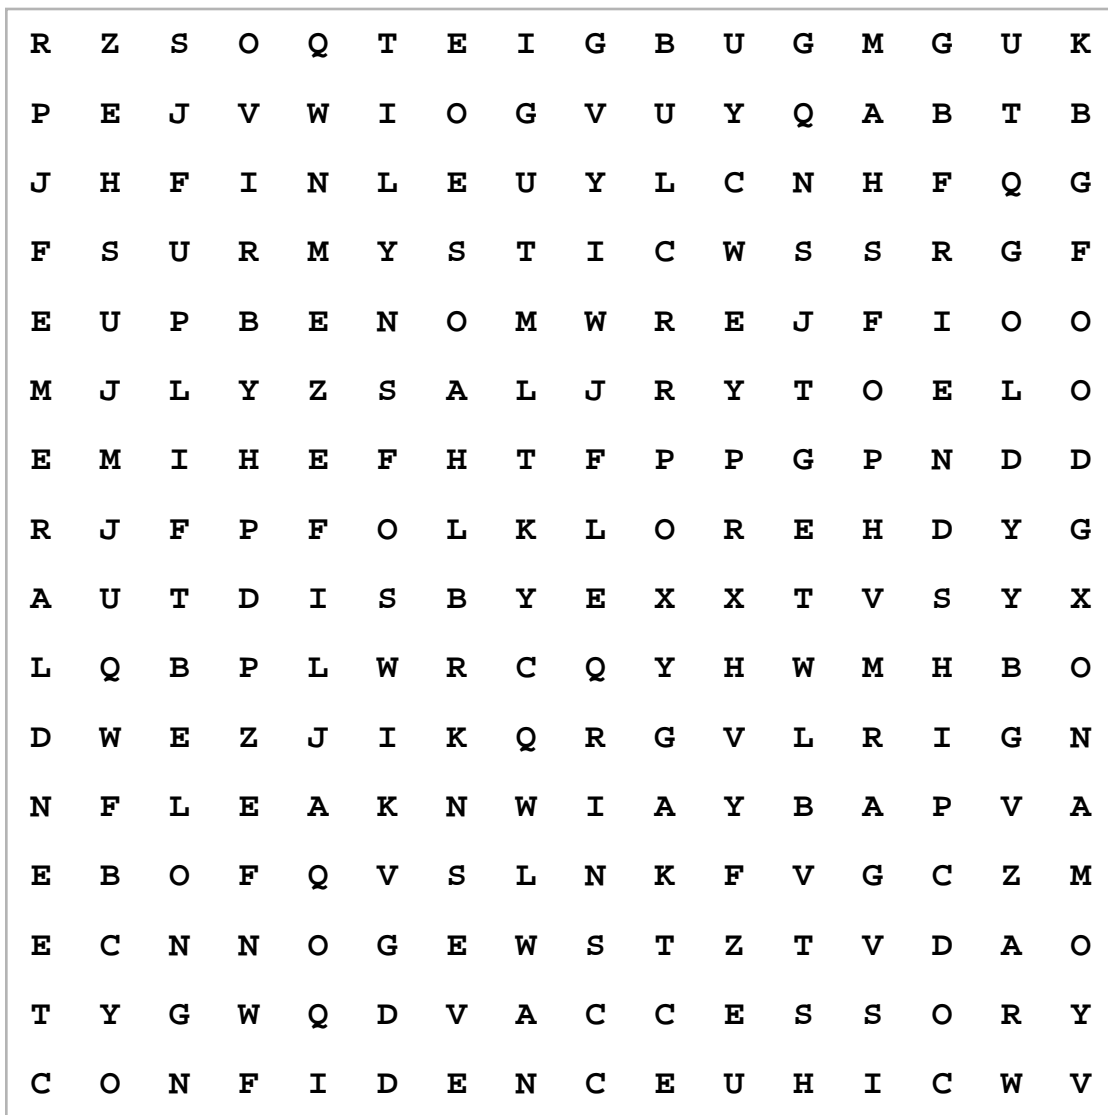 R Z S O Q T E I G B U G M G U K
P E J V W I O G V U Y Q A B T B
J H F I N L E U Y L C N H F Q G
F S U R M Y S T I C W S S R G F
E U P B E N O M W R E J F I O O
M J L Y Z S A L J R Y T O E L O
E M I H E F H T F P P G P N D D
R J F P F O L K L O R E H D Y G
A U T D I S B Y E X X T V S Y X
L Q B P L W R C Q Y H W M H B O
D W E Z J I K Q R G V L R I G N
N F L E A K N W I A Y B A P V A
E B O F Q V S L N K F V G C Z M
E C N N O G E W S T Z T V D A O
T Y G W Q D V A C C E S S O R Y
C O N F I D E N C E U H I C W V